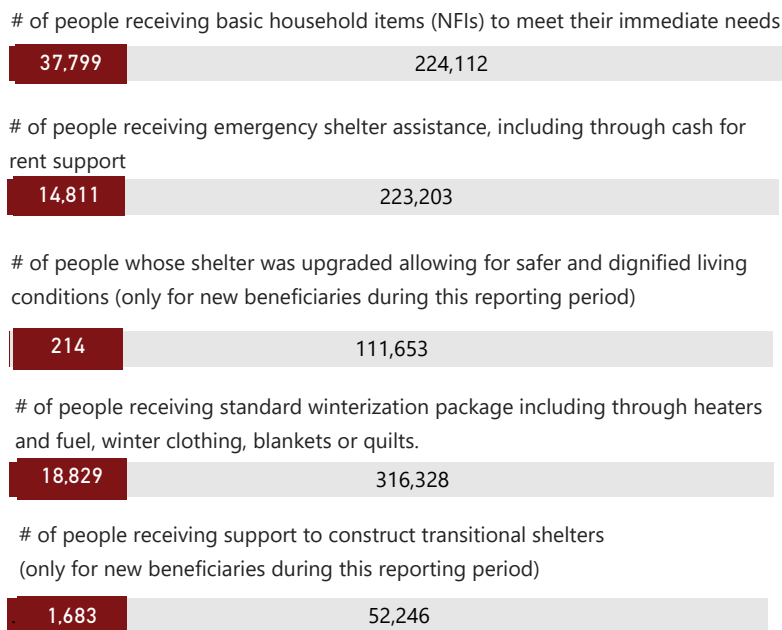 # of people receiving basic household items (NFIs) to meet their immediate needs
37,799 224,112
# of people receiving emergency shelter assistance, including through cash for
rent support
14,811 223,203
# of people whose shelter was upgraded allowing for safer and dignified living
conditions (only for new beneficiaries during this reporting period)
214 111,653
# of people receiving standard winterization package including through heaters
and fuel, winter clothing, blankets or quilts.
18,829 316,328
# of people receiving support to construct transitional shelters
(only for new beneficiaries during this reporting period)
. 1,683 52,246